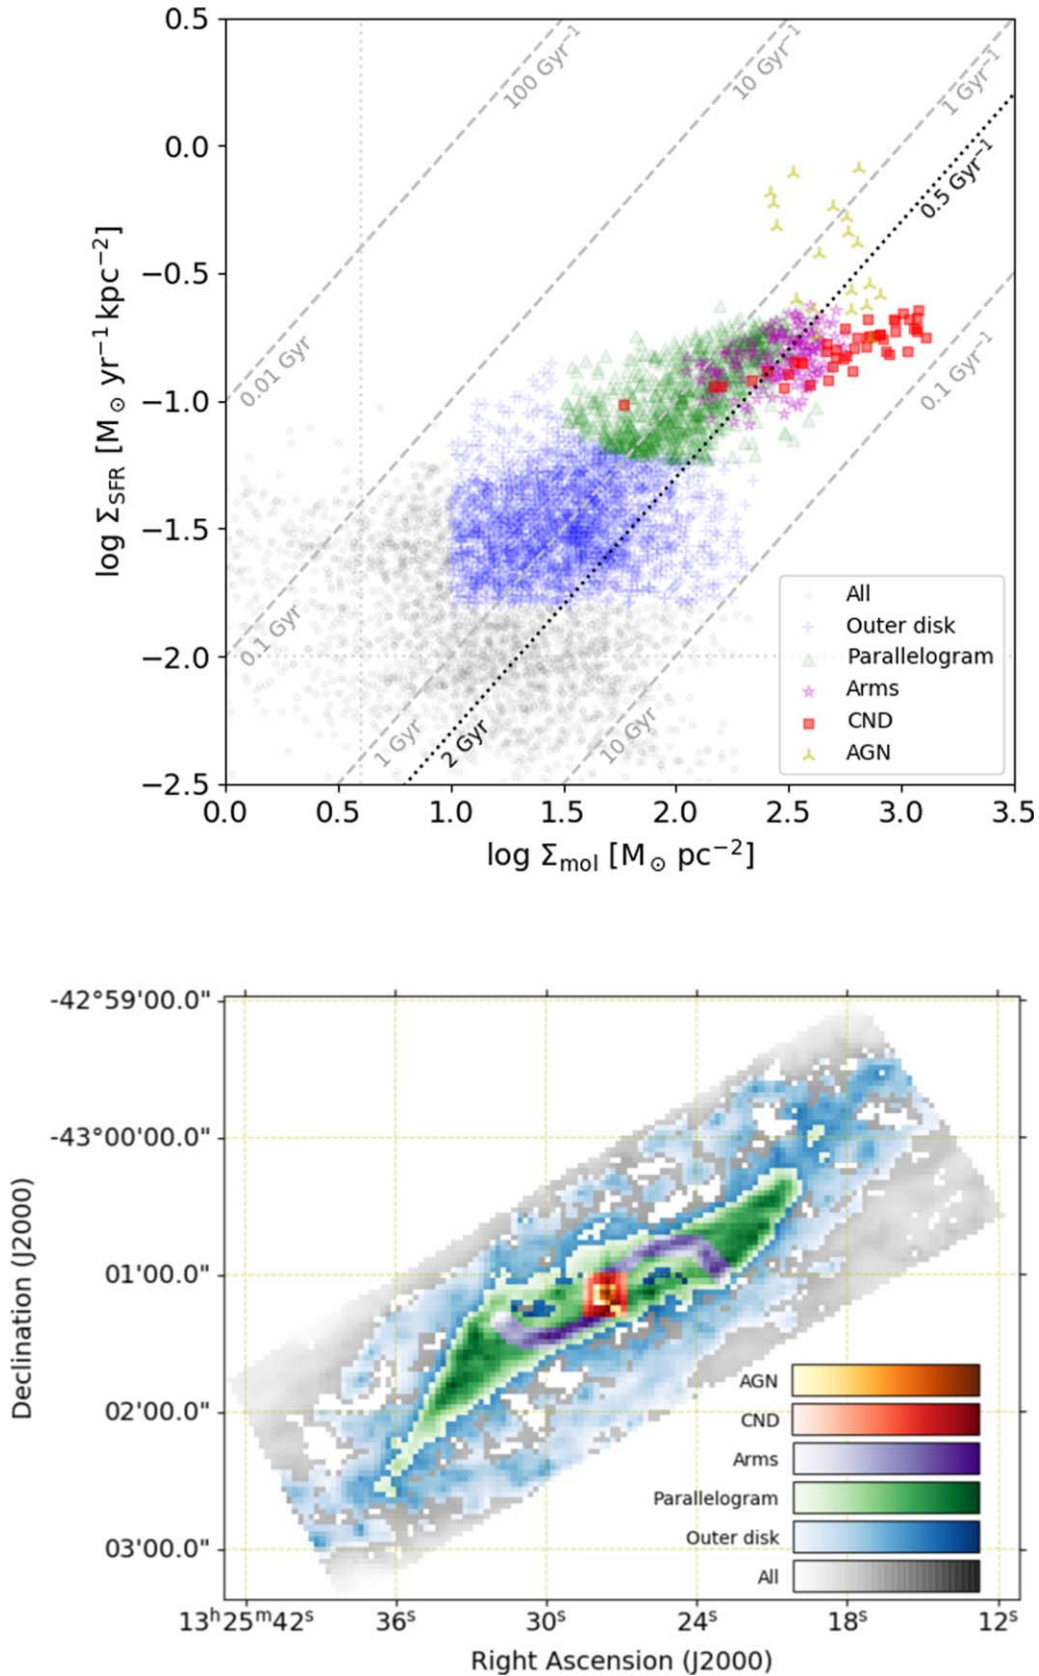 0.5
0.0
−0.5
−1.0
−1.5
−2.0
−2.5
log Σ_SFR [M_⊙ yr⁻¹ kpc⁻²]
100 Gyr⁻¹
10 Gyr⁻¹
1 Gyr⁻¹
0.5 Gyr⁻¹
0.1 Gyr⁻¹
0.01 Gyr
0.1 Gyr
1 Gyr
2 Gyr
10 Gyr
All
Outer disk
Parallelogram
Arms
CND
AGN
0.0 0.5 1.0 1.5 2.0 2.5 3.0 3.5
log Σ_mol [M_⊙ pc⁻²]
-42°59'00.0"
-43°00'00.0"
01'00.0"
02'00.0"
03'00.0"
Declination (J2000)
AGN
CND
Arms
Parallelogram
Outer disk
All
13ʰ25ᵐ42ˢ 36ˢ 30ˢ 24ˢ 18ˢ 12ˢ
Right Ascension (J2000)